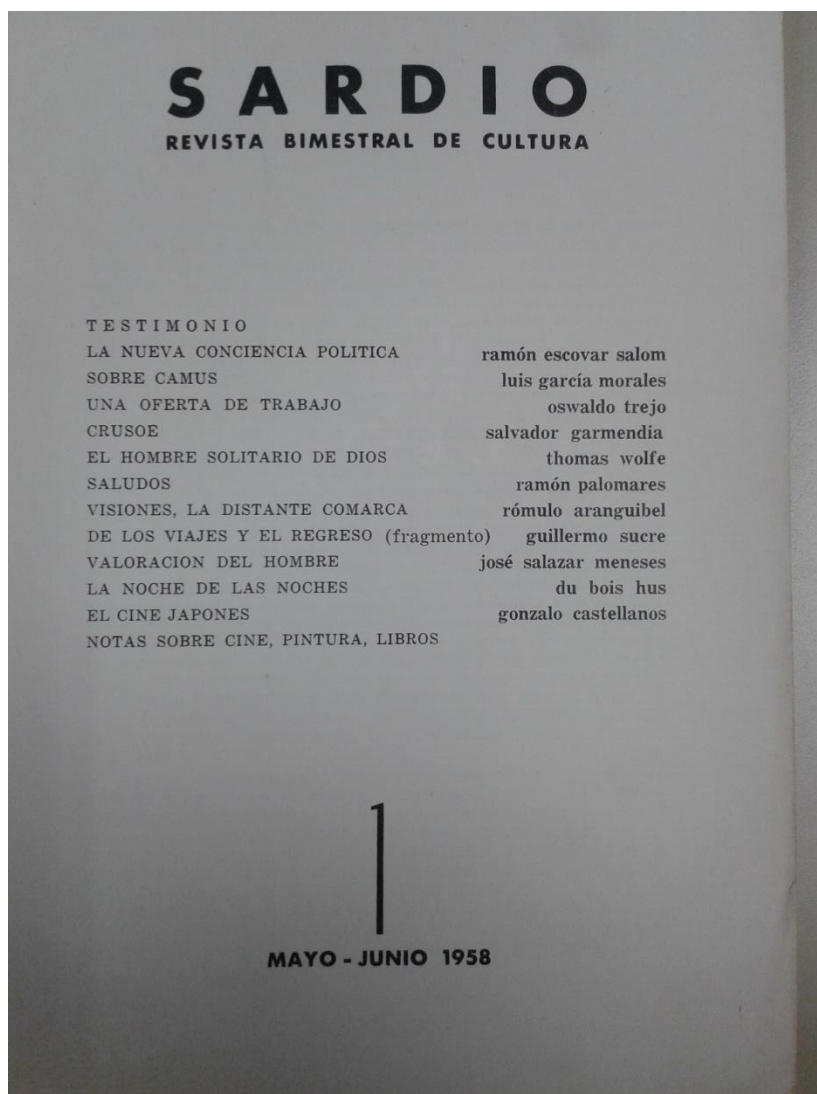 SARDIO
REVISTA BIMESTRAL DE CULTURA
TESTIMONIO
LA NUEVA CONCIENCIA POLITICA ramón escovar salom
SOBRE CAMUS luis garcía morales
UNA OFERTA DE TRABAJO oswaldo trejo
CRUSOE salvador garmendia
EL HOMBRE SOLITARIO DE DIOS thomas wolfe
SALUDOS ramón palomares
VISIONES, LA DISTANTE COMARCA rómulo aranguibel
DE LOS VIAJES Y EL REGRESO (fragmento) guillermo sucre
VALORACION DEL HOMBRE josé salazar meneses
LA NOCHE DE LAS NOCHES du bois hus
EL CINE JAPONES gonzalo castellanos
NOTAS SOBRE CINE, PINTURA, LIBROS
1
MAYO - JUNIO 1958